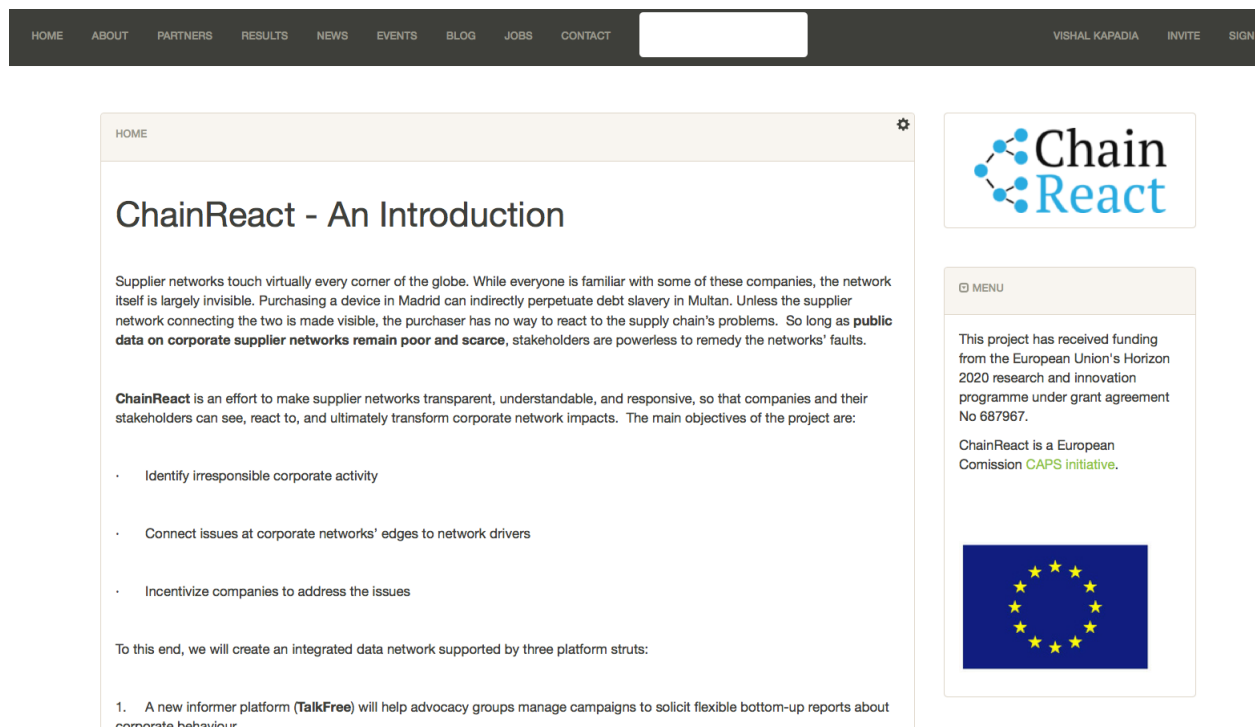 HOME ABOUT PARTNERS RESULTS NEWS EVENTS BLOG JOBS CONTACT VISHAL KAPADIA INVITE SIGN
HOME
ChainReact - An Introduction
Supplier networks touch virtually every corner of the globe. While everyone is familiar with some of these companies, the network
itself is largely invisible. Purchasing a device in Madrid can indirectly perpetuate debt slavery in Multan. Unless the supplier
network connecting the two is made visible, the purchaser has no way to react to the supply chain's problems.  So long as public
data on corporate supplier networks remain poor and scarce, stakeholders are powerless to remedy the networks' faults.
ChainReact is an effort to make supplier networks transparent, understandable, and responsive, so that companies and their
stakeholders can see, react to, and ultimately transform corporate network impacts.  The main objectives of the project are:
· Identify irresponsible corporate activity
· Connect issues at corporate networks' edges to network drivers
· Incentivize companies to address the issues
To this end, we will create an integrated data network supported by three platform struts:
1. A new informer platform (TalkFree) will help advocacy groups manage campaigns to solicit flexible bottom-up reports about
corporate behaviour
Chain
React
MENU
This project has received funding
from the European Union's Horizon
2020 research and innovation
programme under grant agreement
No 687967.
ChainReact is a European
Comission CAPS initiative.